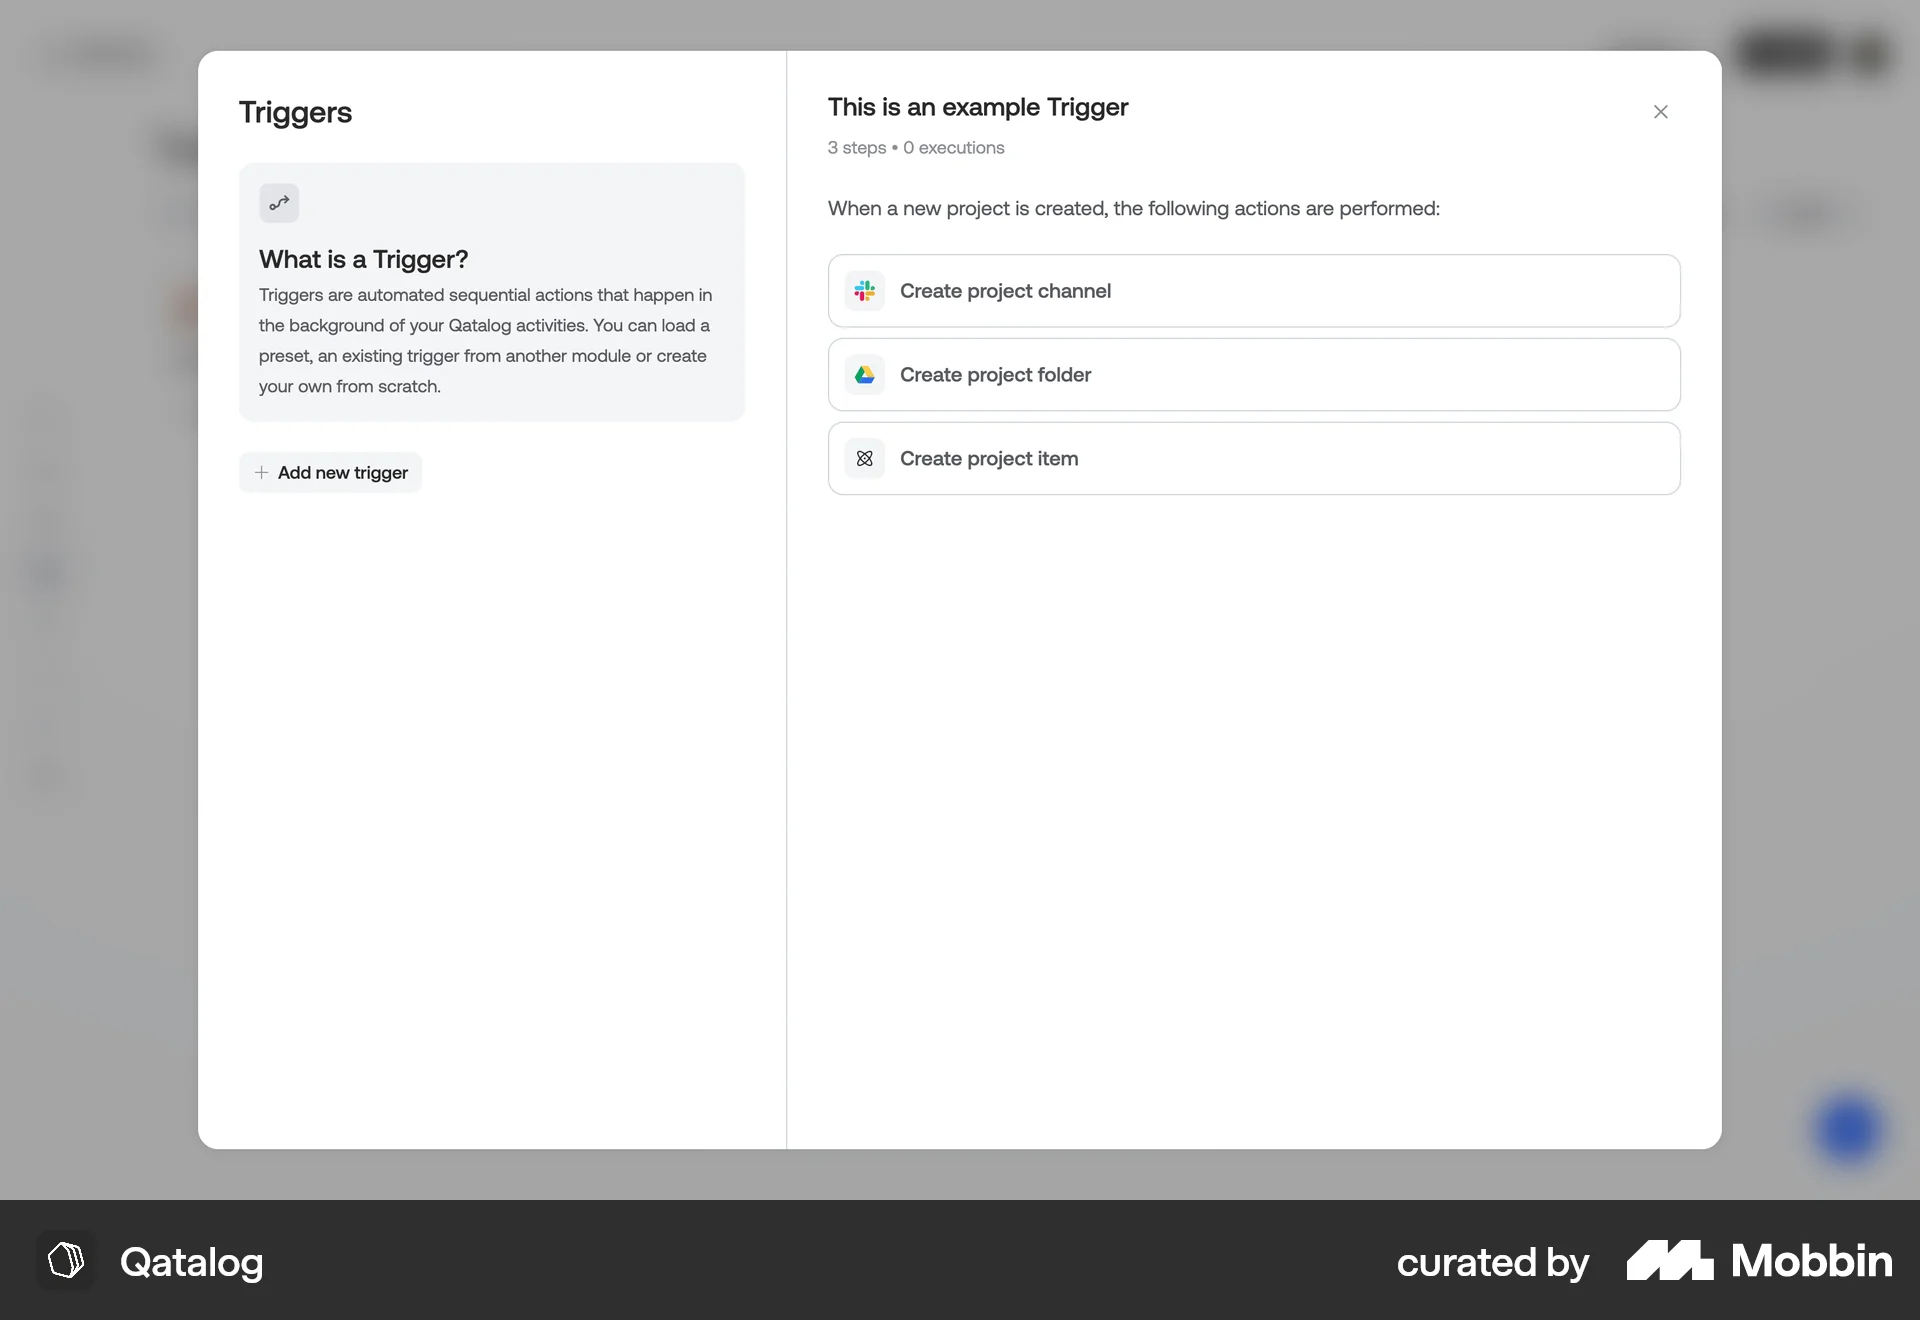 Triggers
What is a Trigger?
Triggers are automated sequential actions that happen in
the background of your Qatalog activities. You can load a
preset, an existing trigger from another module or create
your own from scratch.
Add new trigger
This is an example Trigger
3 steps • 0 executions
When a new project is created, the following actions are performed:
Create project channel
Create project folder
Create project item
Qatalog
curated by Mobbin